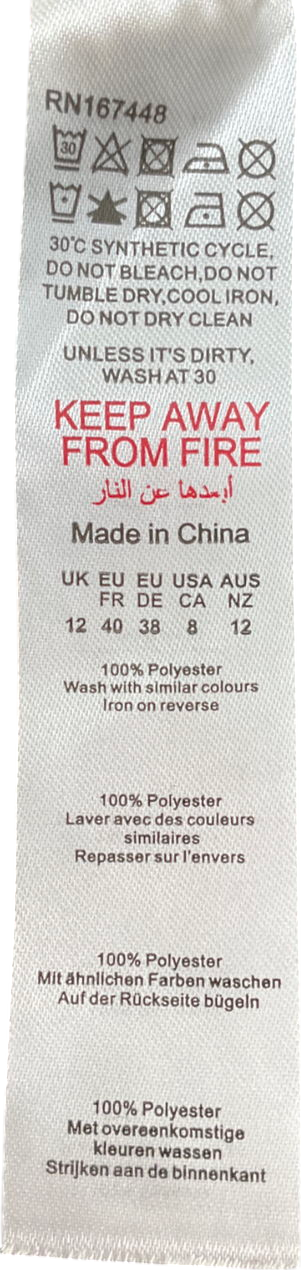 RN167448
30
30°C SYNTHETIC CYCLE,
DO NOT BLEACH,DO NOT
TUMBLE DRY,COOL IRON,
DO NOT DRY CLEAN
UNLESS IT'S DIRTY,
WASH AT 30
KEEP AWAY
FROM FIRE
أبعدها عن النار
Made in China
UK EU EU USA AUS
FR DE CA NZ
12 40 38 8 12
100% Polyester
Wash with similar colours
Iron on reverse
100% Polyester
Laver avec des couleurs
similaires
Repasser sur l'envers
100% Polyester
Mit ähnlichen Farben waschen
Auf der Rückseite bügeln
100% Polyester
Met overeenkomstige
kleuren wassen
Strijken aan de binnenkant